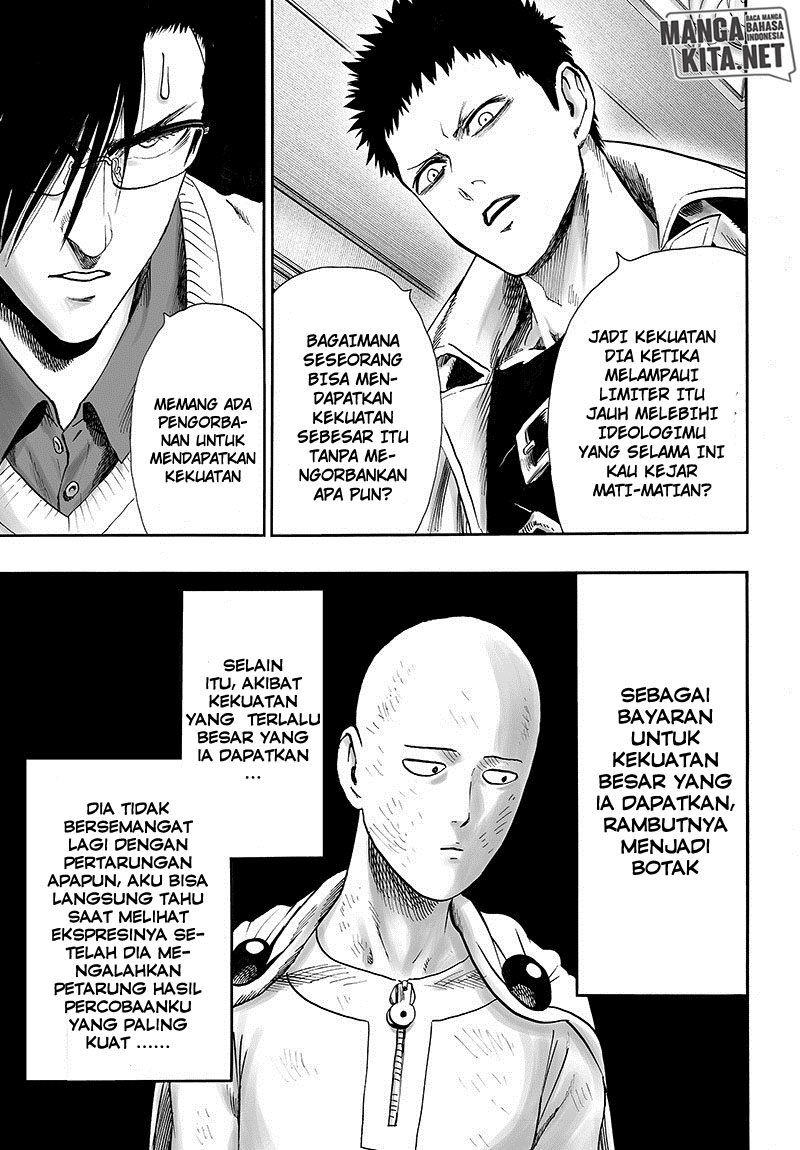 MANGA
KITA.NET
BACA MANGA
BAHASA
INDONESIA
JADI KEKUATAN
DIA KETIKA
MELAMPAUI
LIMITER ITU
JAUH MELEBIHI
IDEOLOGIMU
YANG SELAMA INI
KAU KEJAR
MATI-MATIAN?
BAGAIMANA
SESEORANG
BISA MEN-
DAPATKAN
KEKUATAN
SEBESAR ITU
TANPA ME-
NGORBANKAN
APA PUN?
MEMANG ADA
PENGORBA-
NAN UNTUK
MENDAPATKAN
KEKUATAN
SEBAGAI
BAYARAN
UNTUK
KEKUATAN
BESAR YANG
IA DAPATKAN,
RAMBUTNYA
MENJADI
BOTAK
SELAIN
ITU, AKIBAT
KEKUATAN
YANG TERLALU
BESAR YANG
IA DAPATKAN
...
DIA TIDAK
BERSEMANGAT
LAGI DENGAN
PERTARUNGAN
APAPUN, AKU BISA
LANGSUNG TAHU
SAAT MELIHAT
EKSPRESINYA SE-
TELAH DIA ME-
NGALAHKAN
PETARUNG HASIL
PERCOBAANKU
YANG PALING
KUAT ......